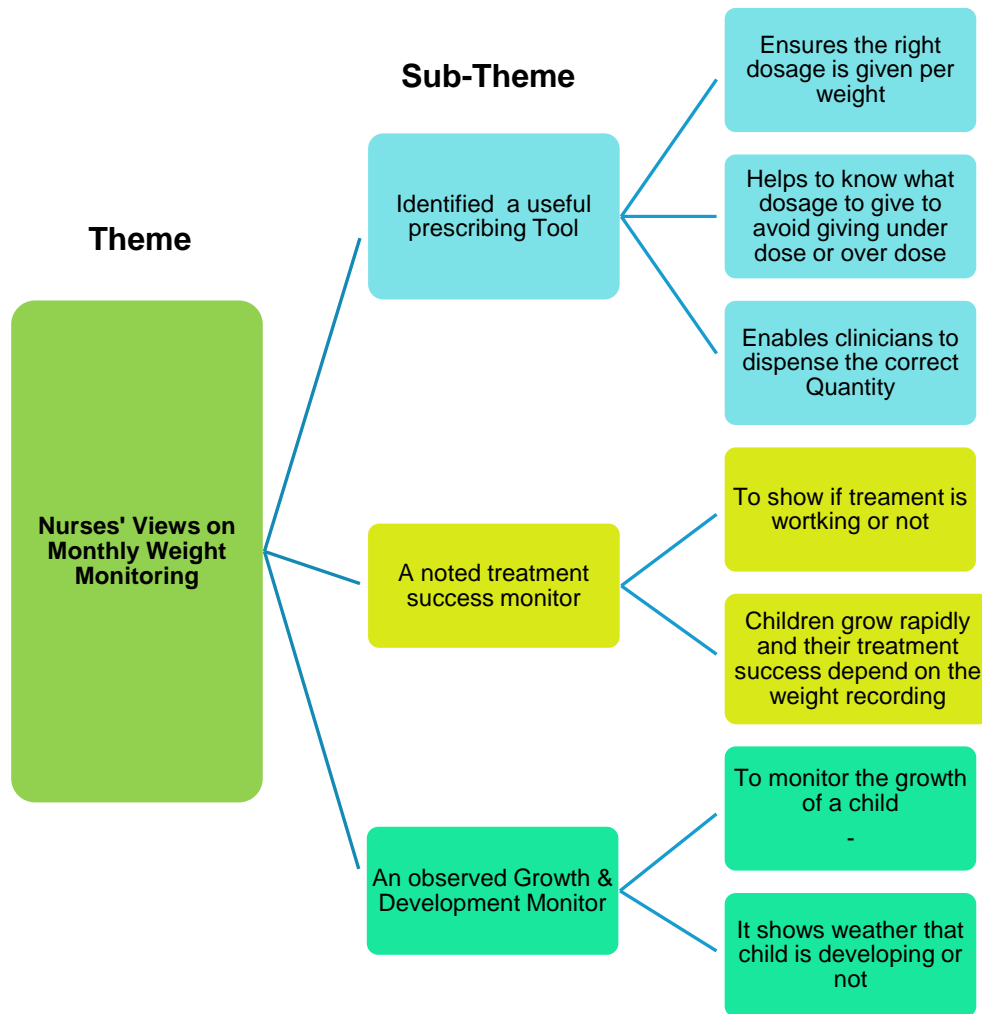 Theme
Sub-Theme
Nurses' Views on
Monthly Weight
Monitoring
Identified a useful
prescribing Tool
Ensures the right
dosage is given per
weight
Helps to know what
dosage to give to
avoid giving under
dose or over dose
Enables clinicians to
dispense the correct
Quantity
A noted treatment
success monitor
To show if treament is
wortking or not
Children grow rapidly
and their treatment
success depend on the
weight recording
An observed Growth &
Development Monitor
To monitor the growth
of a child
-
It shows weather that
child is developing or
not